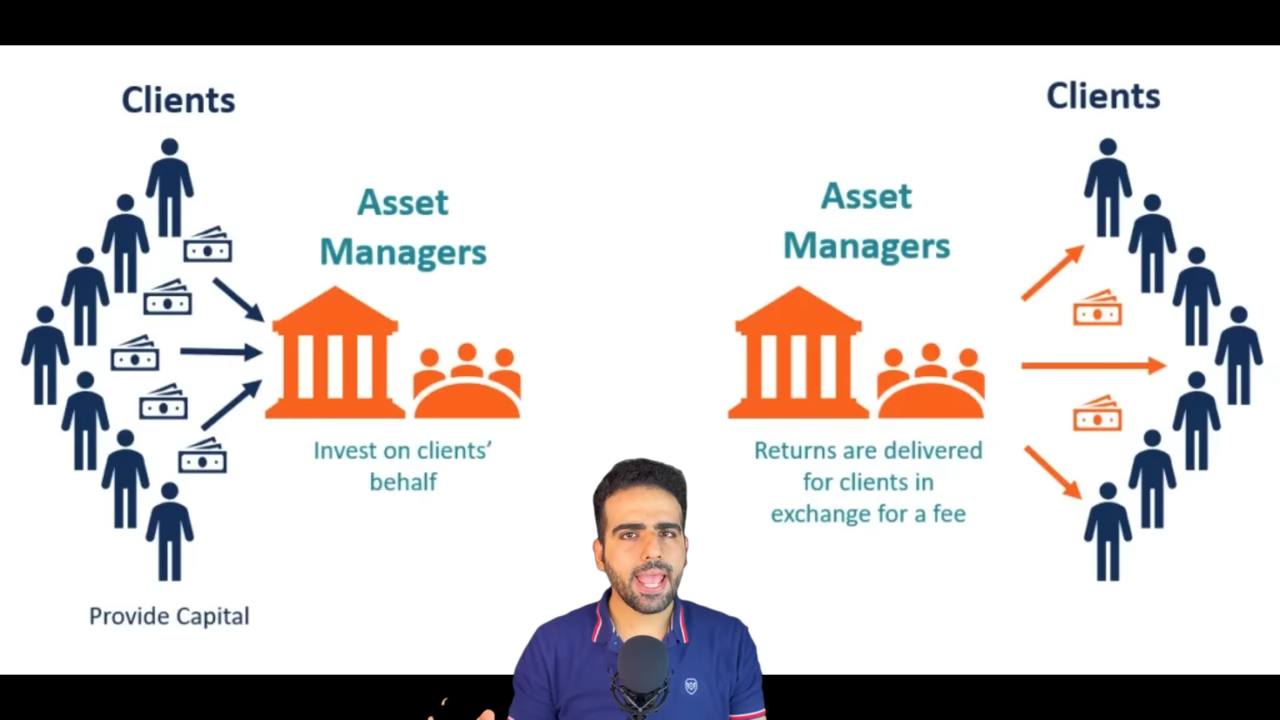 Clients
Asset
Managers
Invest on clients’
behalf
Provide Capital
Clients
Asset
Managers
Returns are delivered
for clients in
exchange for a fee